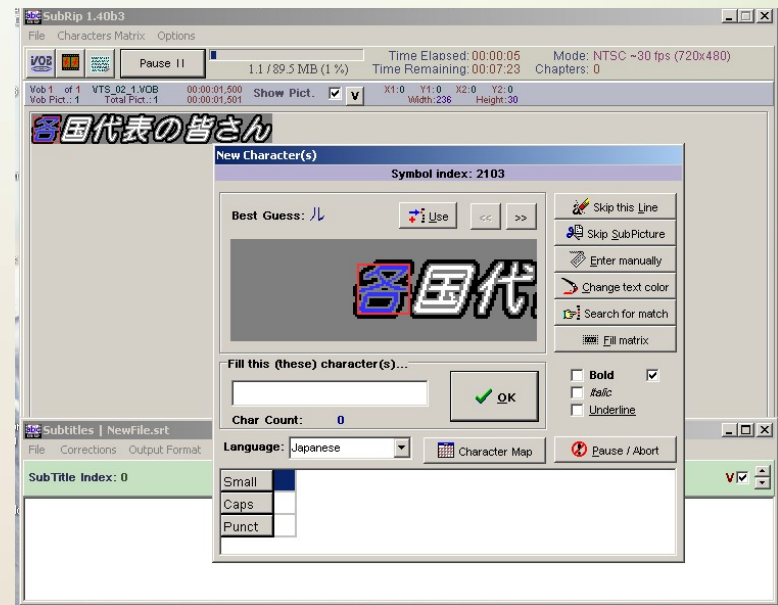 SubRip 1.40b3
File Characters Matrix Options
VOB
Pause II
1.1 / 89.5 MB (1 %)
Time Elapsed: 00:00:05
Time Remaining: 00:07:23
Mode: NTSC ~30 fps (720x480)
Chapters: 0
Vob 1 of 1 VTS_02_1.VOB 00:00:01,500
Vob Pict.: 1 Total Pict.: 1 00:00:01,501
Show Pict. V
X1:0 Y1:0 X2:0 Y2:0
Width:236 Height:30
各国代表の皆さん
New Character(s)
Symbol index: 2103
Best Guess: ル
Use << >>
各国代
Skip this Line
Skip SubPicture
Enter manually
Change text color
Search for match
Fill matrix
Fill this (these) character(s)...
OK
Char Count: 0
Bold
Italic
Underline
Language: Japanese
Character Map
Pause / Abort
Small
Caps
Punct
Subtitles | NewFile.srt
File Corrections Output Format
SubTitle Index: 0
V